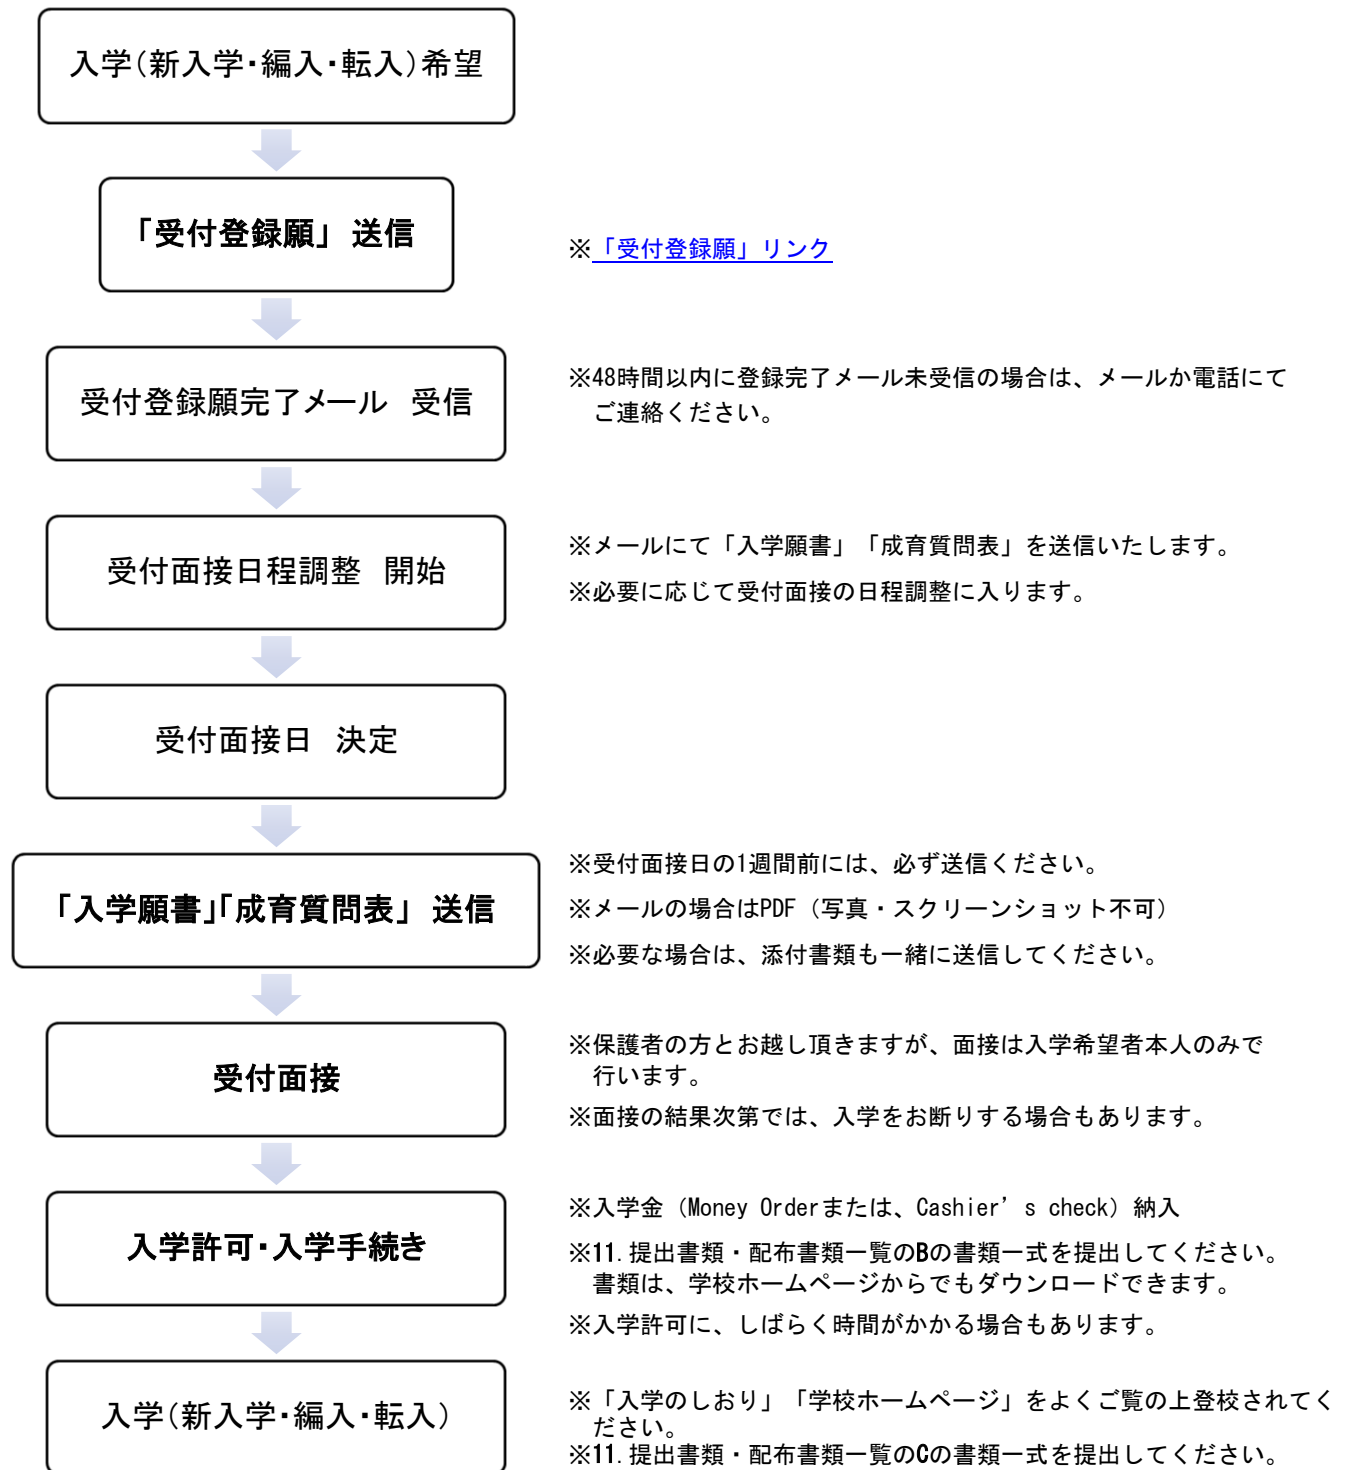 入学(新入学・編入・転入)希望
「受付登録願」 送信
※「受付登録願」リンク
受付登録願完了メール　受信
※48時間以内に登録完了メール未受信の場合は、メールか電話にて
ご連絡ください。
受付面接日程調整　開始
※メールにて「入学願書」「成育質問表」を送信いたします。
※必要に応じて受付面接の日程調整に入ります。
受付面接日　決定
「入学願書」「成育質問表」 送信
※受付面接日の1週間前には、必ず送信ください。
※メールの場合はPDF（写真・スクリーンショット不可）
※必要な場合は、添付書類も一緒に送信してください。
受付面接
※保護者の方とお越し頂きますが、面接は入学希望者本人のみで
行います。
※面接の結果次第では、入学をお断りする場合もあります。
入学許可・入学手続き
※入学金（Money Orderまたは、Cashier’s check）納入
※11.提出書類・配布書類一覧のBの書類一式を提出してください。
書類は、学校ホームページからでもダウンロードできます。
※入学許可に、しばらく時間がかかる場合もあります。
入学(新入学・編入・転入)
※「入学のしおり」「学校ホームページ」をよくご覧の上登校されてく
ださい。
※11.提出書類・配布書類一覧のCの書類一式を提出してください。